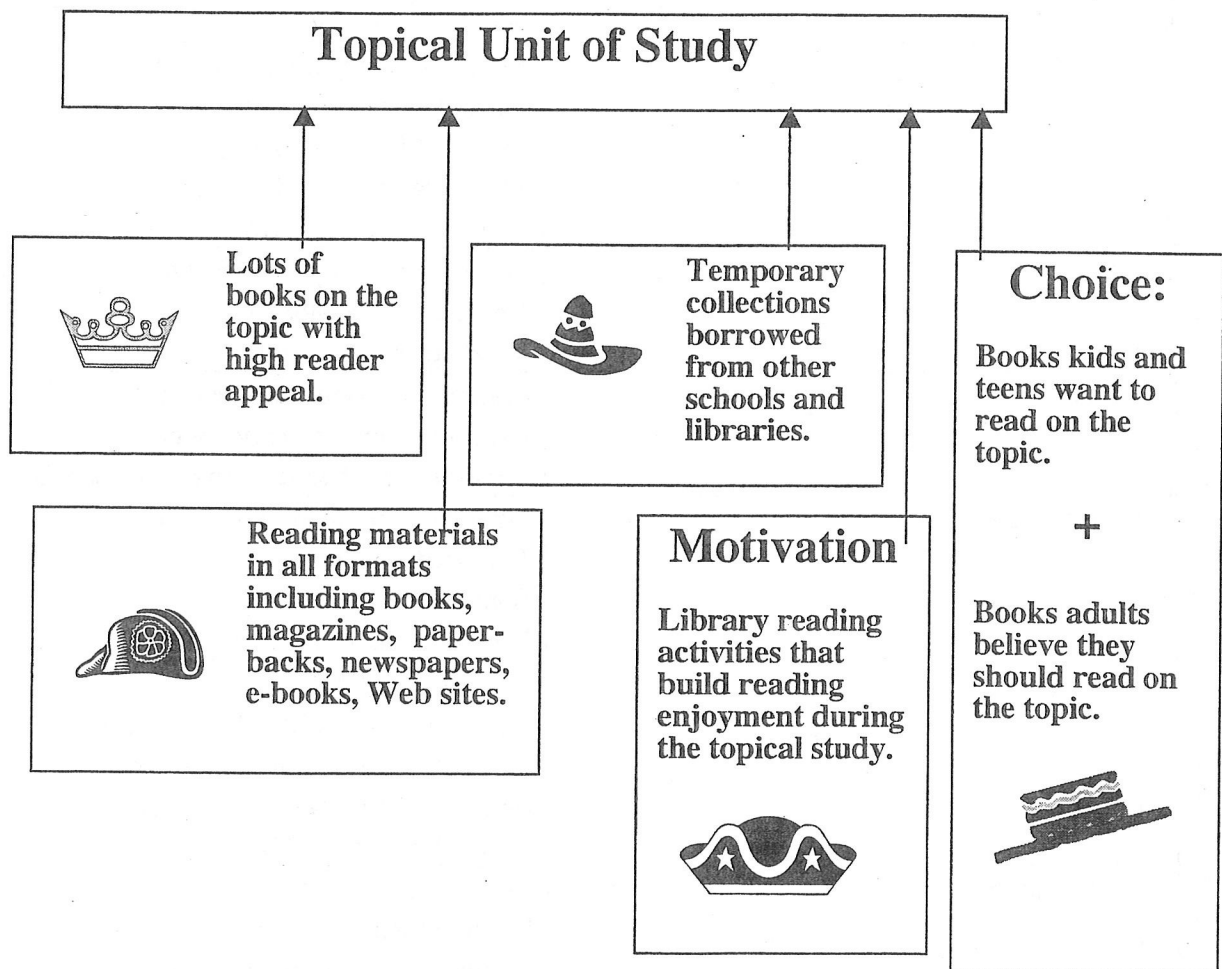 Topical Unit of Study
Lots of
books on the
topic with
high reader
appeal.
Temporary
collections
borrowed
from other
schools and
libraries.
Choice:
Books kids and
teens want to
read on the
topic.
+
Books adults
believe they
should read on
the topic.
Reading materials
in all formats
including books,
magazines, paper-
backs, newspapers,
e-books, Web sites.
Motivation
Library reading
activities that
build reading
enjoyment during
the topical study.